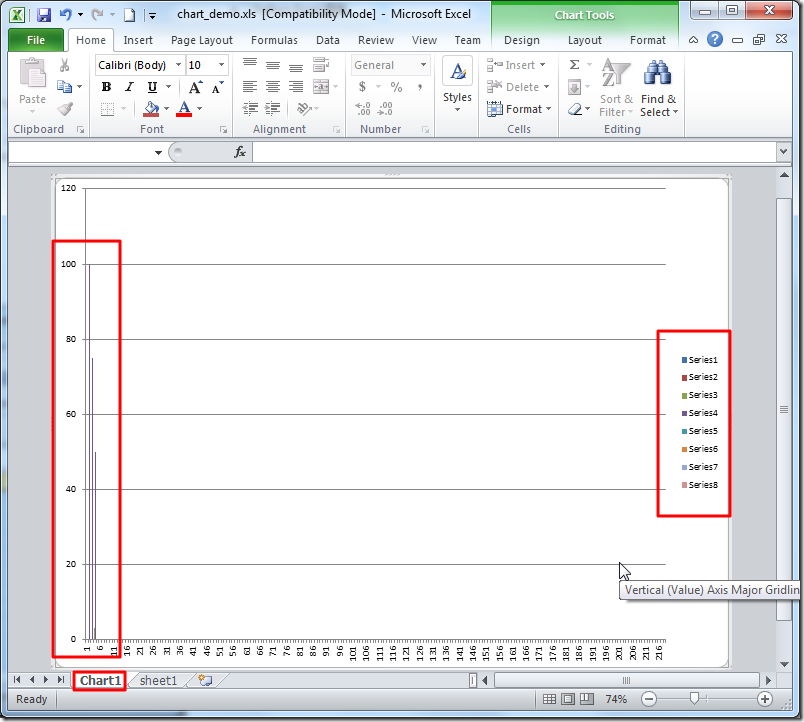 chart_demo.xls [Compatibility Mode] - Microsoft Excel
Chart Tools
File Home Insert Page Layout Formulas Data Review View Team Design Layout Format
Paste
Calibri (Body) 10
B I U A A
A
General
$ % ,
.00 .0
Styles
Insert
Delete
Format
Σ
Sort & Filter
Find & Select
Clipboard Font Alignment Number Cells Editing
fx
120
100
80
60
40
20
0
1 6 11 16 21 26 31 36 41 46 51 56 61 66 71 76 81 86 91 96 101 106 111 116 121 126 131 136 141 146 151 156 161 166 171 176 181 186 191 196 201 206 211 216
Series1
Series2
Series3
Series4
Series5
Series6
Series7
Series8
Vertical (Value) Axis Major Gridlin
Chart1 sheet1
Ready 74%